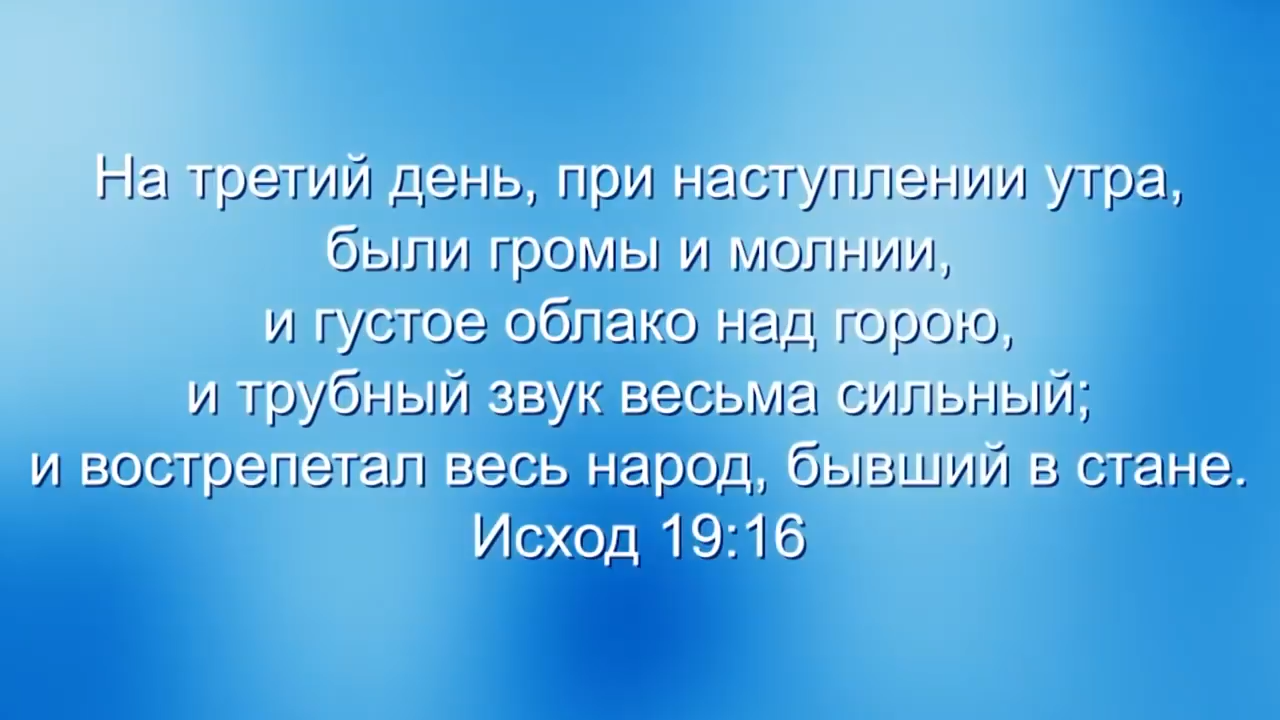 На третий день, при наступлении утра,
были громы и молнии,
и густое облако над горою,
и трубный звук весьма сильный;
и вострепетал весь народ, бывший в стане.
Исход 19:16